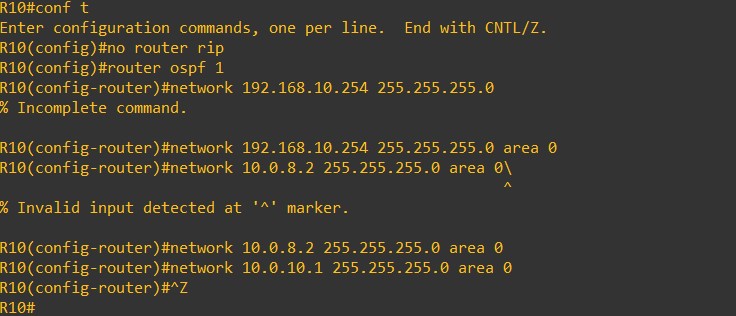 R10#conf t
Enter configuration commands, one per line.  End with CNTL/Z.
R10(config)#no router rip
R10(config)#router ospf 1
R10(config-router)#network 192.168.10.254 255.255.255.0
% Incomplete command.

R10(config-router)#network 192.168.10.254 255.255.255.0 area 0
R10(config-router)#network 10.0.8.2 255.255.255.0 area 0\
                                                         ^
% Invalid input detected at '^' marker.

R10(config-router)#network 10.0.8.2 255.255.255.0 area 0
R10(config-router)#network 10.0.10.1 255.255.255.0 area 0
R10(config-router)#^Z
R10#